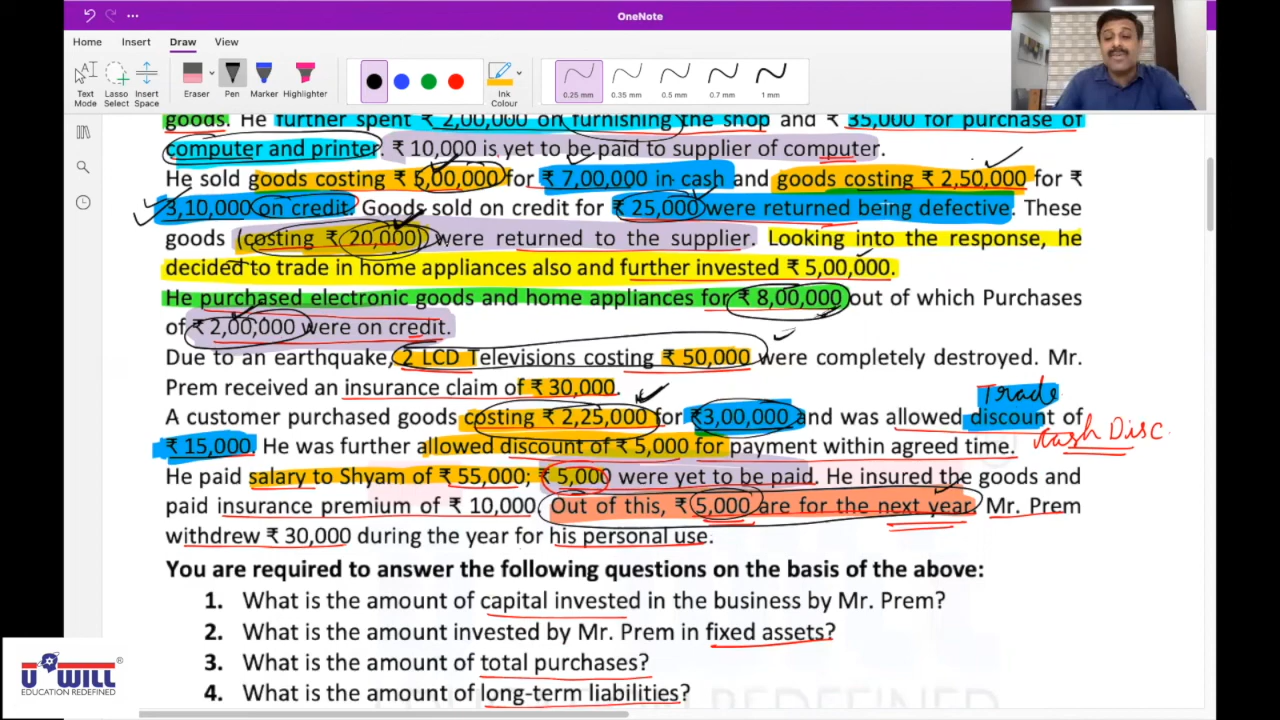 OneNote
Home Insert Draw View
Text Mode Lasso Select Insert Space Eraser Pen Marker Highlighter Ink Colour 0.25 mm 0.35 mm 0.5 mm 0.7 mm 1 mm
goods. He further spent ₹ 2,00,000 on furnishing the shop and ₹ 35,000 for purchase of
computer and printer. ₹ 10,000 is yet to be paid to supplier of computer.
He sold goods costing ₹ 5,00,000 for ₹ 7,00,000 in cash and goods costing ₹ 2,50,000 for ₹
3,10,000 on credit. Goods sold on credit for ₹ 25,000 were returned being defective. These
goods (costing ₹ 20,000) were returned to the supplier. Looking into the response, he
decided to trade in home appliances also and further invested ₹ 5,00,000.
He purchased electronic goods and home appliances for ₹ 8,00,000 out of which Purchases
of ₹ 2,00,000 were on credit.
Due to an earthquake, 2 LCD Televisions costing ₹ 50,000 were completely destroyed. Mr.
Prem received an insurance claim of ₹ 30,000.
Trade
A customer purchased goods costing ₹ 2,25,000 for ₹3,00,000 and was allowed discount of
Cash Disc.
₹ 15,000. He was further allowed discount of ₹ 5,000 for payment within agreed time.
He paid salary to Shyam of ₹ 55,000; ₹ 5,000 were yet to be paid. He insured the goods and
paid insurance premium of ₹ 10,000. Out of this, ₹ 5,000 are for the next year. Mr. Prem
withdrew ₹ 30,000 during the year for his personal use.
You are required to answer the following questions on the basis of the above:
1. What is the amount of capital invested in the business by Mr. Prem?
2. What is the amount invested by Mr. Prem in fixed assets?
3. What is the amount of total purchases?
4. What is the amount of long-term liabilities?
U WILL ®
EDUCATION REDEFINED